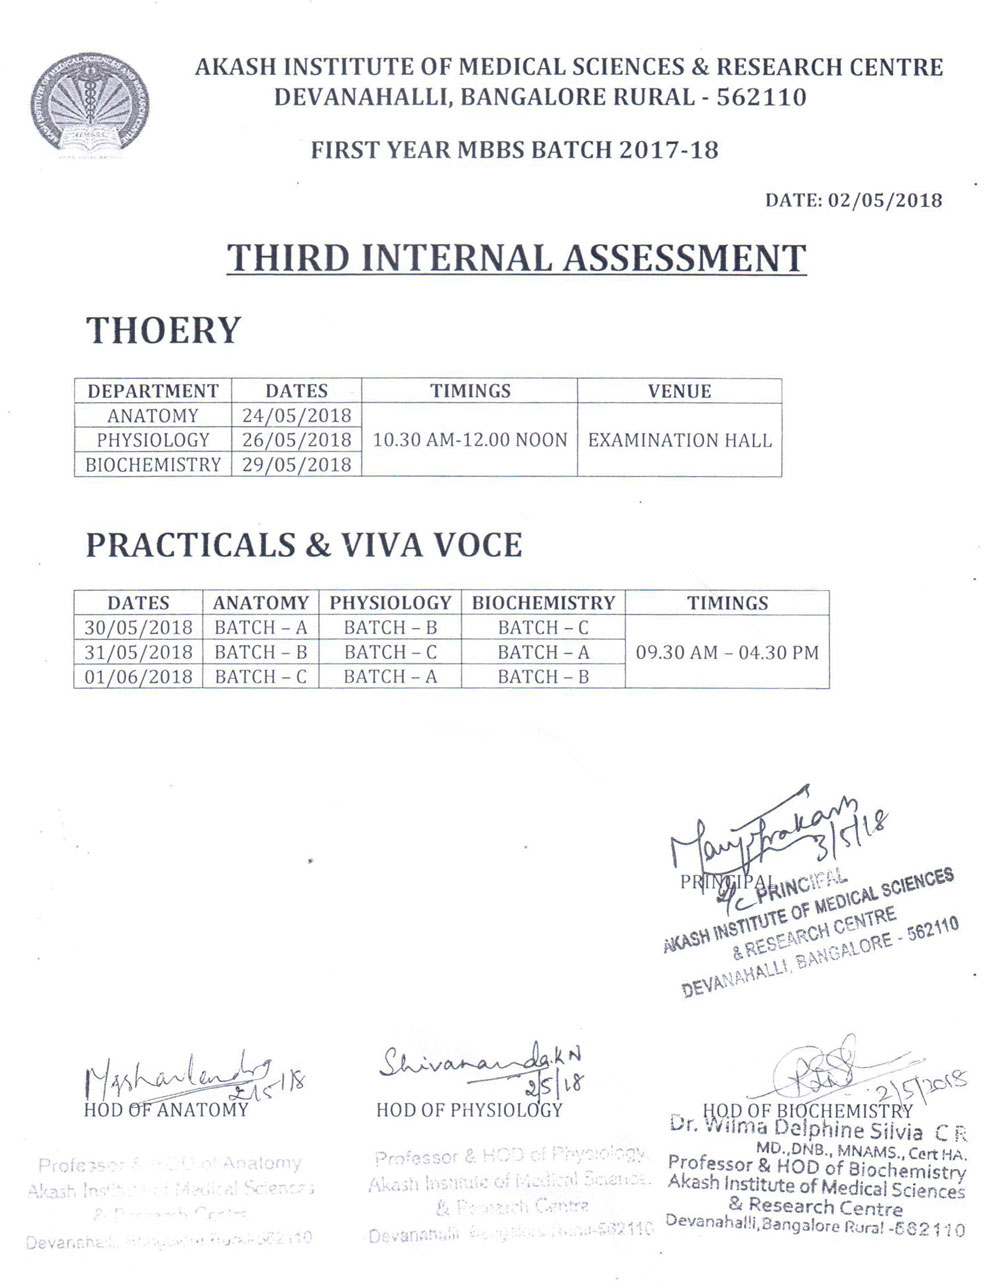 AKASH INSTITUTE OF MEDICAL SCIENCES & RESEARCH CENTRE
DEVANAHALLI, BANGALORE RURAL - 562110
FIRST YEAR MBBS BATCH 2017-18
DATE: 02/05/2018
THIRD INTERNAL ASSESSMENT
THOERY
DEPARTMENT DATES TIMINGS VENUE
ANATOMY 24/05/2018
PHYSIOLOGY 26/05/2018 10.30 AM-12.00 NOON EXAMINATION HALL
BIOCHEMISTRY 29/05/2018
PRACTICALS & VIVA VOCE
DATES ANATOMY PHYSIOLOGY BIOCHEMISTRY TIMINGS
30/05/2018 BATCH – A BATCH – B BATCH – C
31/05/2018 BATCH – B BATCH – C BATCH – A 09.30 AM – 04.30 PM
01/06/2018 BATCH – C BATCH – A BATCH – B
3/5/18
PRINCIPAL
I/C PRINCIPAL
AKASH INSTITUTE OF MEDICAL SCIENCES
& RESEARCH CENTRE
DEVANAHALLI, BANGALORE - 562110
2/5/18
HOD OF ANATOMY
Professor & HOD of Anatomy
Akash Institute of Medical Sciences
& Research Centre
Devanahalli, Bangalore Rural-562110
Shivananda.K N
2/5/18
HOD OF PHYSIOLOGY
Professor & HOD of Physiology
Akash Institute of Medical Sciences
& Research Centre
Devanahalli, Bangalore Rural-562110
2/5/2018
HOD OF BIOCHEMISTRY
Dr. Wilma Delphine Silvia C R
MD.,DNB., MNAMS., Cert HA.
Professor & HOD of Biochemistry
Akash Institute of Medical Sciences
& Research Centre
Devanahalli,Bangalore Rural -562110